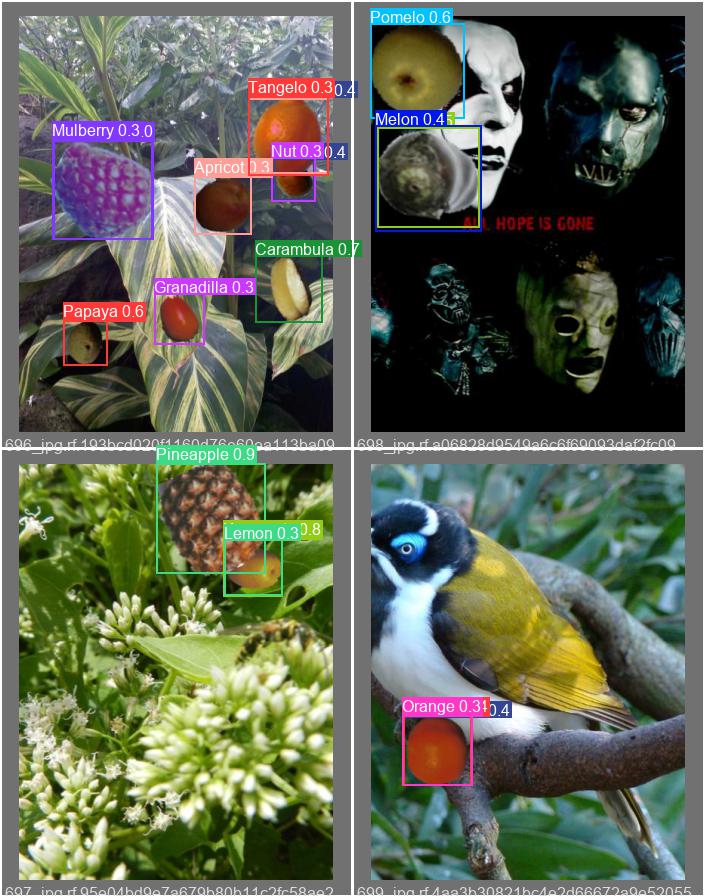 Tangelo 0.3 0.4
Mulberry 0.3 .0
Nut 0.3 0.4
Apricot 0.3
Carambula 0.7
Granadilla 0.3
Papaya 0.6
696_jpg.rf.193bcd020f1160d76c60aa113ba09
Pomelo 0.6
Melon 0.4
ALL HOPE IS GONE
698_jpg.rf.a06828d9549a6c6f69093daf2fc09
Pineapple 0.9
Lemon 0.3 0.8
697_jpg.rf.95e04bd9e7a679b80b11c2fc58ae2
Orange 0.3 0.4
699_jpg.rf.4aa3b30821bc4e2d66672a9e52055